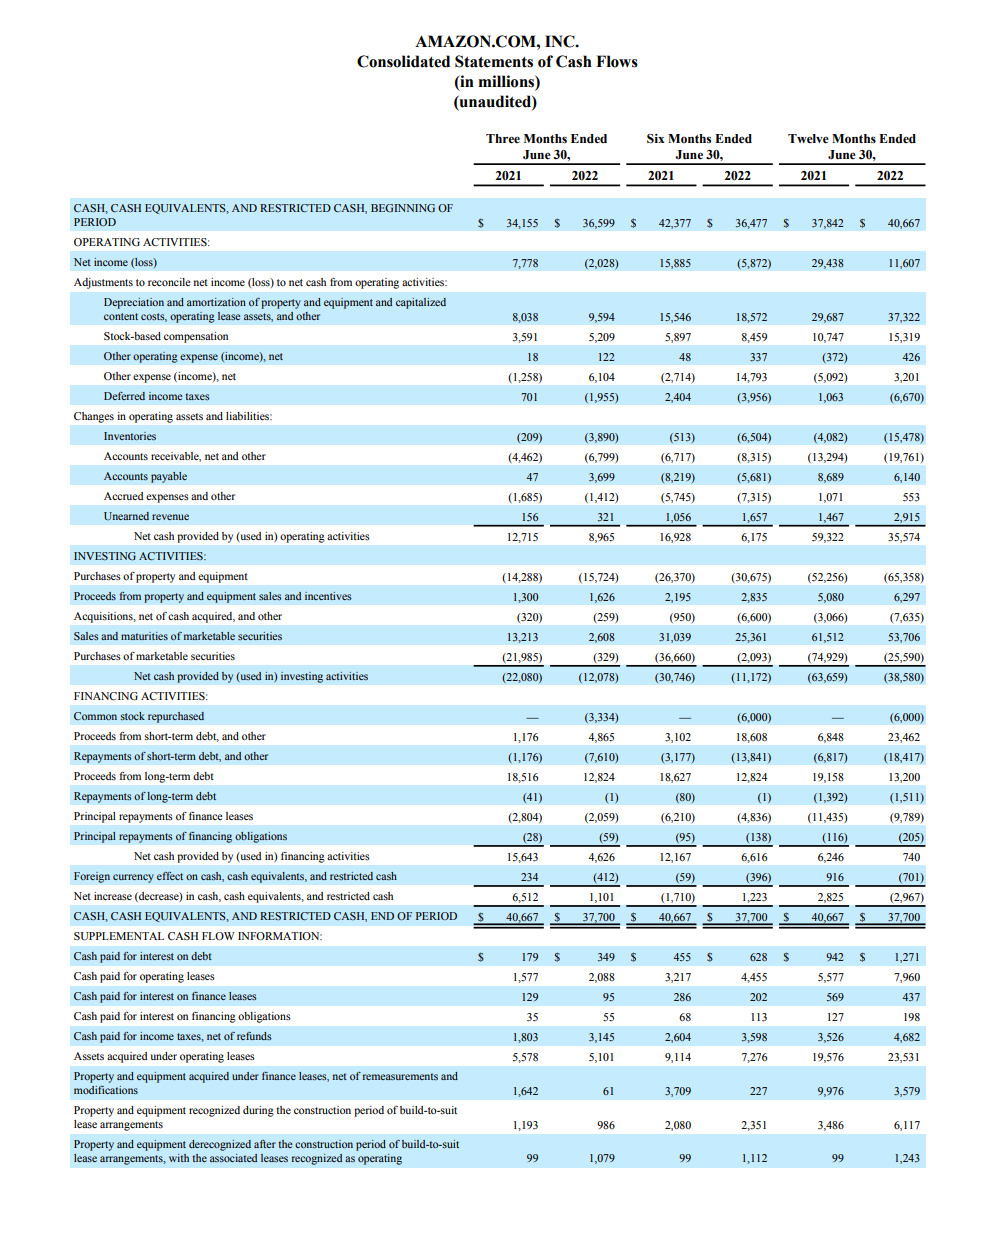 AMAZON.COM, INC.
Consolidated Statements of Cash Flows
(in millions)
(unaudited)
Three Months Ended June 30, Six Months Ended June 30, Twelve Months Ended June 30,
2021 2022 2021 2022 2021 2022
CASH, CASH EQUIVALENTS, AND RESTRICTED CASH, BEGINNING OF
PERIOD $ 34,155 $ 36,599 $ 42,377 $ 36,477 $ 37,842 $ 40,667
OPERATING ACTIVITIES:
Net income (loss) 7,778 (2,028) 15,885 (5,872) 29,438 11,607
Adjustments to reconcile net income (loss) to net cash from operating activities:
Depreciation and amortization of property and equipment and capitalized
content costs, operating lease assets, and other 8,038 9,594 15,546 18,572 29,687 37,322
Stock-based compensation 3,591 5,209 5,897 8,459 10,747 15,319
Other operating expense (income), net 18 122 48 337 (372) 426
Other expense (income), net (1,258) 6,104 (2,714) 14,793 (5,092) 3,201
Deferred income taxes 701 (1,955) 2,404 (3,956) 1,063 (6,670)
Changes in operating assets and liabilities:
Inventories (209) (3,890) (513) (6,504) (4,082) (15,478)
Accounts receivable, net and other (4,462) (6,799) (6,717) (8,315) (13,294) (19,761)
Accounts payable 47 3,699 (8,219) (5,681) 8,689 6,140
Accrued expenses and other (1,685) (1,412) (5,745) (7,315) 1,071 553
Unearned revenue 156 321 1,056 1,657 1,467 2,915
Net cash provided by (used in) operating activities 12,715 8,965 16,928 6,175 59,322 35,574
INVESTING ACTIVITIES:
Purchases of property and equipment (14,288) (15,724) (26,370) (30,675) (52,256) (65,358)
Proceeds from property and equipment sales and incentives 1,300 1,626 2,195 2,835 5,080 6,297
Acquisitions, net of cash acquired, and other (320) (259) (950) (6,600) (3,066) (7,635)
Sales and maturities of marketable securities 13,213 2,608 31,039 25,361 61,512 53,706
Purchases of marketable securities (21,985) (329) (36,660) (2,093) (74,929) (25,590)
Net cash provided by (used in) investing activities (22,080) (12,078) (30,746) (11,172) (63,659) (38,580)
FINANCING ACTIVITIES:
Common stock repurchased — (3,334) — (6,000) — (6,000)
Proceeds from short-term debt, and other 1,176 4,865 3,102 18,608 6,848 23,462
Repayments of short-term debt, and other (1,176) (7,610) (3,177) (13,841) (6,817) (18,417)
Proceeds from long-term debt 18,516 12,824 18,627 12,824 19,158 13,200
Repayments of long-term debt (41) (1) (80) (1) (1,392) (1,511)
Principal repayments of finance leases (2,804) (2,059) (6,210) (4,836) (11,435) (9,789)
Principal repayments of financing obligations (28) (59) (95) (138) (116) (205)
Net cash provided by (used in) financing activities 15,643 4,626 12,167 6,616 6,246 740
Foreign currency effect on cash, cash equivalents, and restricted cash 234 (412) (59) (396) 916 (701)
Net increase (decrease) in cash, cash equivalents, and restricted cash 6,512 1,101 (1,710) 1,223 2,825 (2,967)
CASH, CASH EQUIVALENTS, AND RESTRICTED CASH, END OF PERIOD $ 40,667 $ 37,700 $ 40,667 $ 37,700 $ 40,667 $ 37,700
SUPPLEMENTAL CASH FLOW INFORMATION:
Cash paid for interest on debt $ 179 $ 349 $ 455 $ 628 $ 942 $ 1,271
Cash paid for operating leases 1,577 2,088 3,217 4,455 5,577 7,960
Cash paid for interest on finance leases 129 95 286 202 569 437
Cash paid for interest on financing obligations 35 55 68 113 127 198
Cash paid for income taxes, net of refunds 1,803 3,145 2,604 3,598 3,526 4,682
Assets acquired under operating leases 5,578 5,101 9,114 7,276 19,576 23,531
Property and equipment acquired under finance leases, net of remeasurements and
modifications 1,642 61 3,709 227 9,976 3,579
Property and equipment recognized during the construction period of build-to-suit
lease arrangements 1,193 986 2,080 2,351 3,486 6,117
Property and equipment derecognized after the construction period of build-to-suit
lease arrangements, with the associated leases recognized as operating 99 1,079 99 1,112 99 1,243